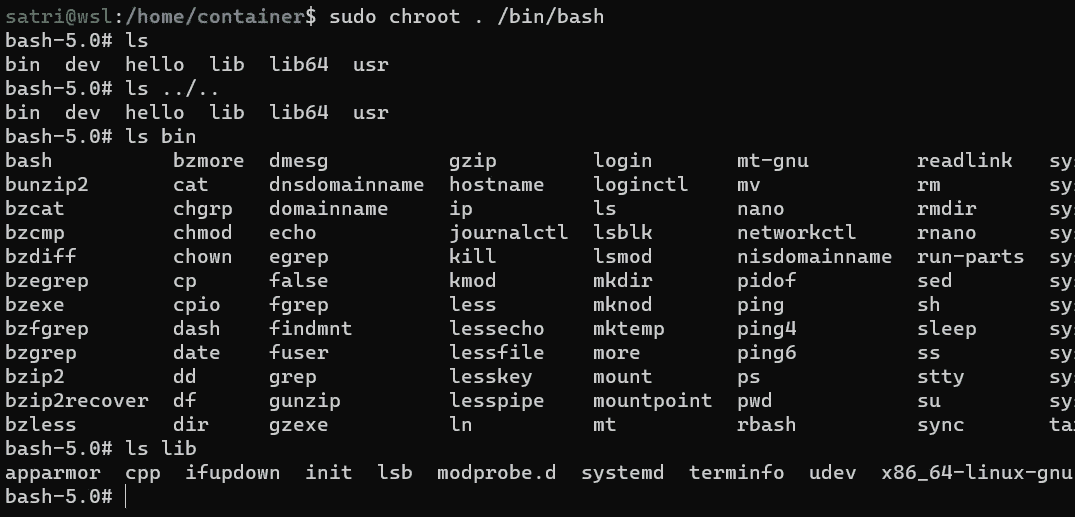 satri@wsl:/home/container$ sudo chroot . /bin/bash
bash-5.0# ls
bin  dev  hello  lib  lib64  usr
bash-5.0# ls ../..
bin  dev  hello  lib  lib64  usr
bash-5.0# ls bin
bash          bzmore  dmesg          gzip        login       mt-gnu         readlink   sy
bunzip2       cat     dnsdomainname  hostname    loginctl    mv             rm         sy
bzcat         chgrp   domainname     ip          ls          nano           rmdir      sy
bzcmp         chmod   echo           journalctl  lsblk       networkctl     rnano      sy
bzdiff        chown   egrep          kill        lsmod       nisdomainname  run-parts  sy
bzegrep       cp      false          kmod        mkdir       pidof          sed        sy
bzexe         cpio    fgrep          less        mknod       ping           sh         sy
bzfgrep       dash    findmnt        lessecho    mktemp      ping4          sleep      sy
bzgrep        date    fuser          lessfile    more        ping6          ss         sy
bzip2         dd      grep           lesskey     mount       ps             stty       sy
bzip2recover  df      gunzip         lesspipe    mountpoint  pwd            su         sy
bzless        dir     gzexe          ln          mt          rbash          sync       ta
bash-5.0# ls lib
apparmor  cpp  ifupdown  init  lsb  modprobe.d  systemd  terminfo  udev  x86_64-linux-gnu
bash-5.0#